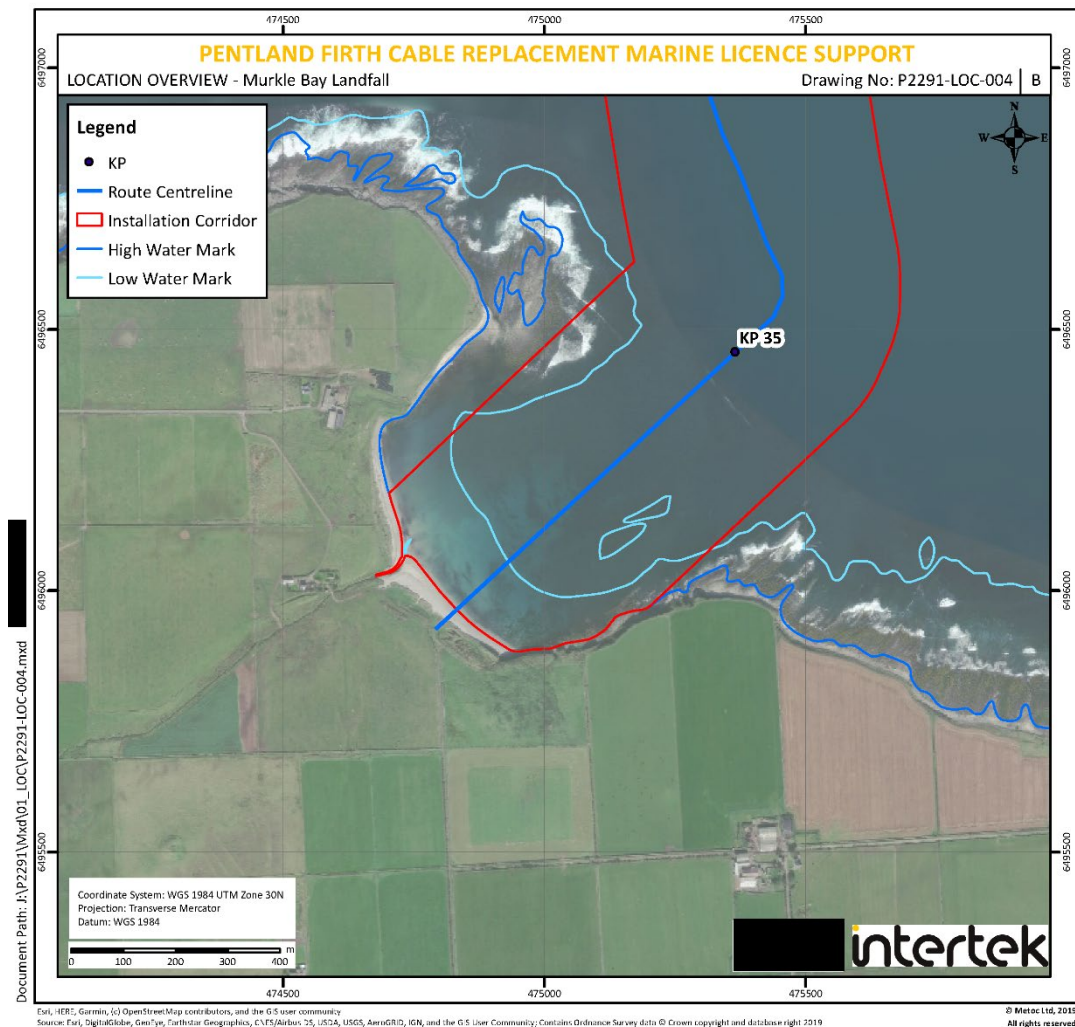 474500 475000 475500
PENTLAND FIRTH CABLE REPLACEMENT MARINE LICENCE SUPPORT
LOCATION OVERVIEW - Murkle Bay Landfall Drawing No: P2291-LOC-004 B
6497000 6497000
Legend
KP
Route Centreline
Installation Corridor
High Water Mark
Low Water Mark
N
W E
S
6496500 6496500
KP 35
6496000 6496000
6495500 6495500
Coordinate System: WGS 1984 UTM Zone 30N
Projection: Transverse Mercator
Datum: WGS 1984
m
0 100 200 300 400
intertek
474500 475000 475500
Document Path: J:\P2291\Mxd\01_LOC\P2291-LOC-004.mxd
Esri, HERE, Garmin, (c) OpenStreetMap contributors, and the GIS user community
Source: Esri, DigitalGlobe, GeoEye, Earthstar Geographics, CNES/Airbus DS, USDA, USGS, AeroGRID, IGN, and the GIS User Community; Contains Ordnance Survey data © Crown copyright and database right 2019
© Metoc Ltd, 2019
All rights reserved.